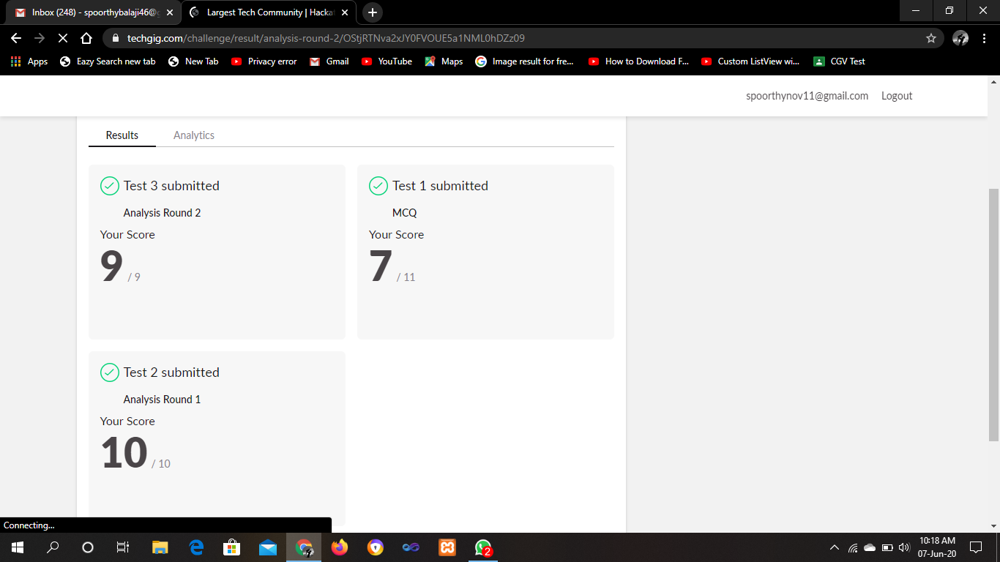 Inbox (248) - spoorthybalaji46@g
Largest Tech Community | Hacka
techgig.com/challenge/result/analysis-round-2/OStjRTNva2xJY0FVOUE5a1NML0hDZz09
Apps
Eazy Search new tab
New Tab
Privacy error
Gmail
YouTube
Maps
Image result for fre...
How to Download F...
Custom ListView wi...
CGV Test
spoorthynov11@gmail.com
Logout
Results
Analytics
Test 3 submitted
Analysis Round 2
Your Score
9 / 9
Test 1 submitted
MCQ
Your Score
7 / 11
Test 2 submitted
Analysis Round 1
Your Score
10 / 10
Connecting...
2
10:18 AM
07-Jun-20